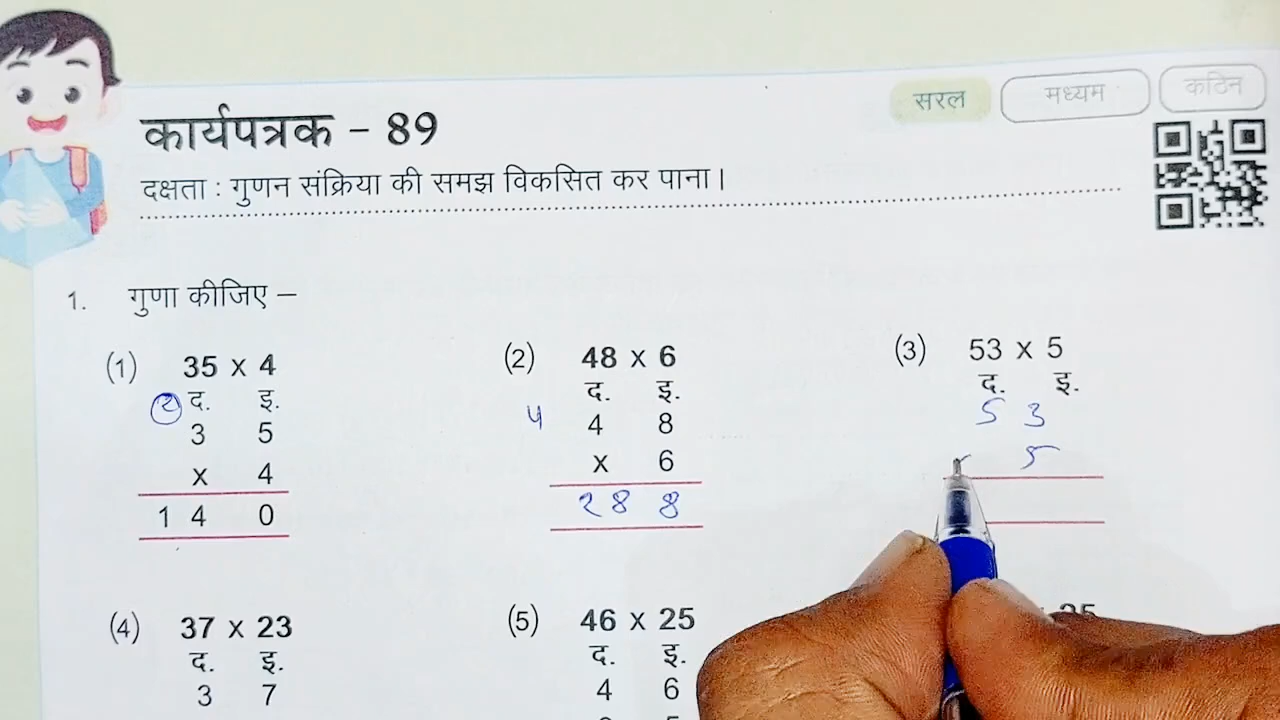 सरल मध्यम कठिन
कार्यपत्रक - 89
दक्षता : गुणन संक्रिया की समझ विकसित कर पाना।
1. गुणा कीजिए –
(1) 35 x 4
२ द. इ.
3 5
x 4
1 4 0
(2) 48 x 6
द. इ.
4 8
x 6
2 8 8
(3) 53 x 5
द. इ.
5 3
5
(4) 37 x 23
द. इ.
3 7
(5) 46 x 25
द. इ.
4 6